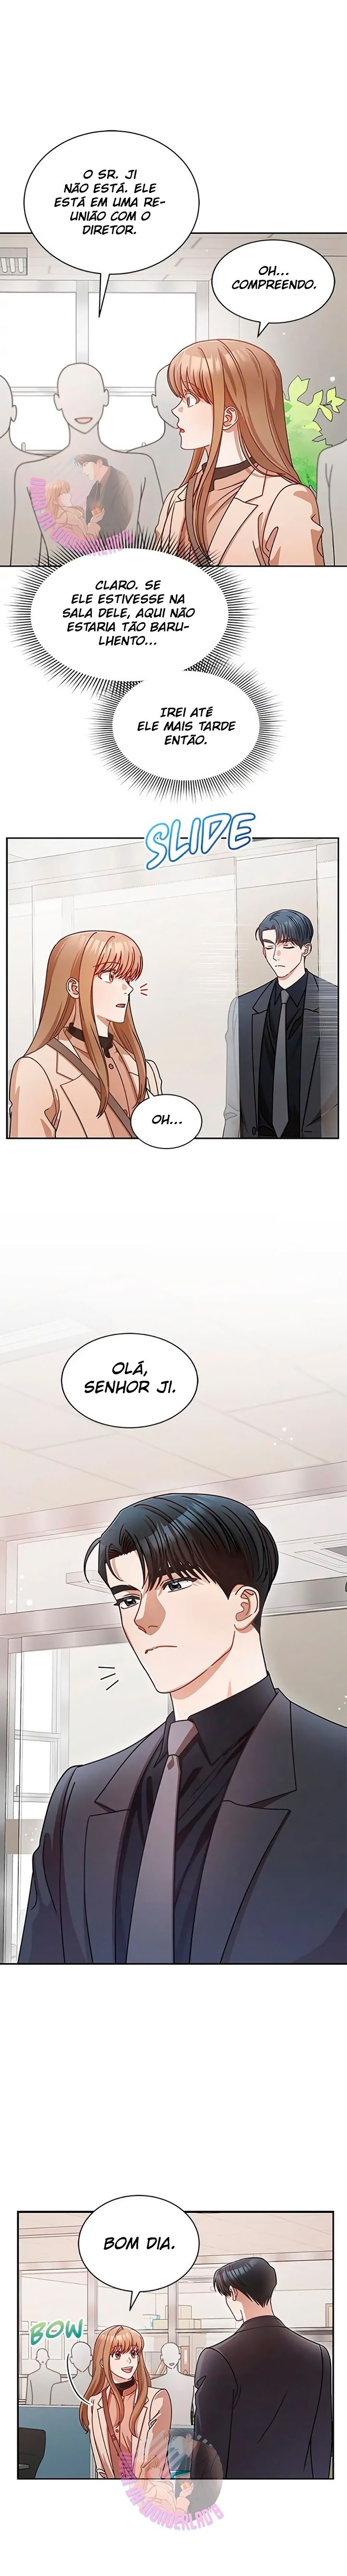 O SR. JI
NÃO ESTÁ. ELE
ESTÁ EM UMA RE-
UNIÃO COM O
DIRETOR.
OH...
COMPREENDO.
CLARO. SE
ELE ESTIVESSE NA
SALA DELE, AQUI NÃO
ESTARIA TÃO BARU-
LHENTO...
IREI ATÉ
ELE MAIS TARDE
ENTÃO.
SLIDE
OH...
OLÁ,
SENHOR JI.
BOM DIA.
BOW